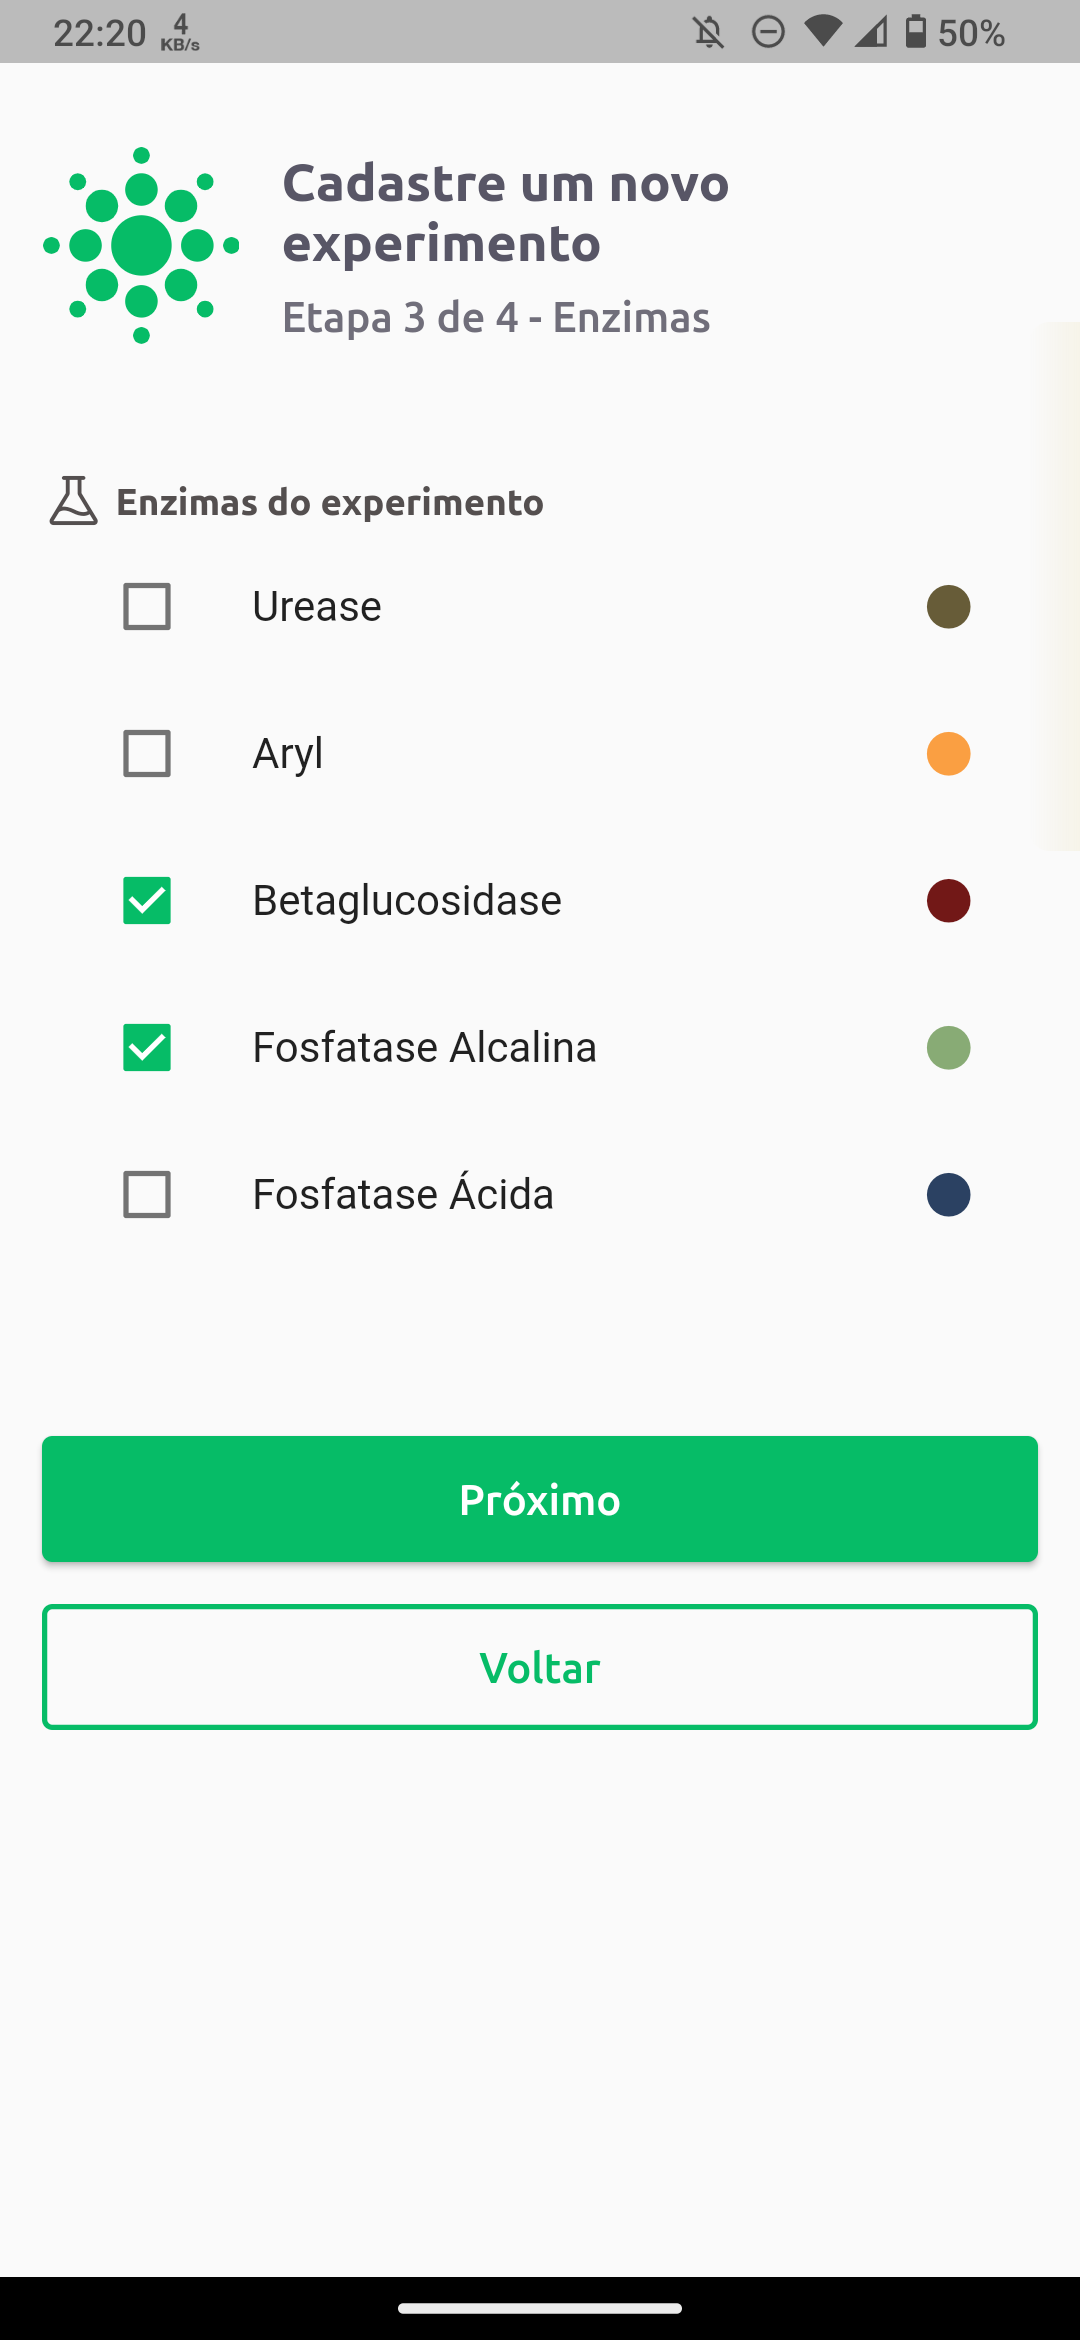 22:20 4 KB/s 50%
Cadastre um novo
experimento
Etapa 3 de 4 - Enzimas
Enzimas do experimento
Urease
Aryl
Betaglucosidase
Fosfatase Alcalina
Fosfatase Ácida
Próximo
Voltar